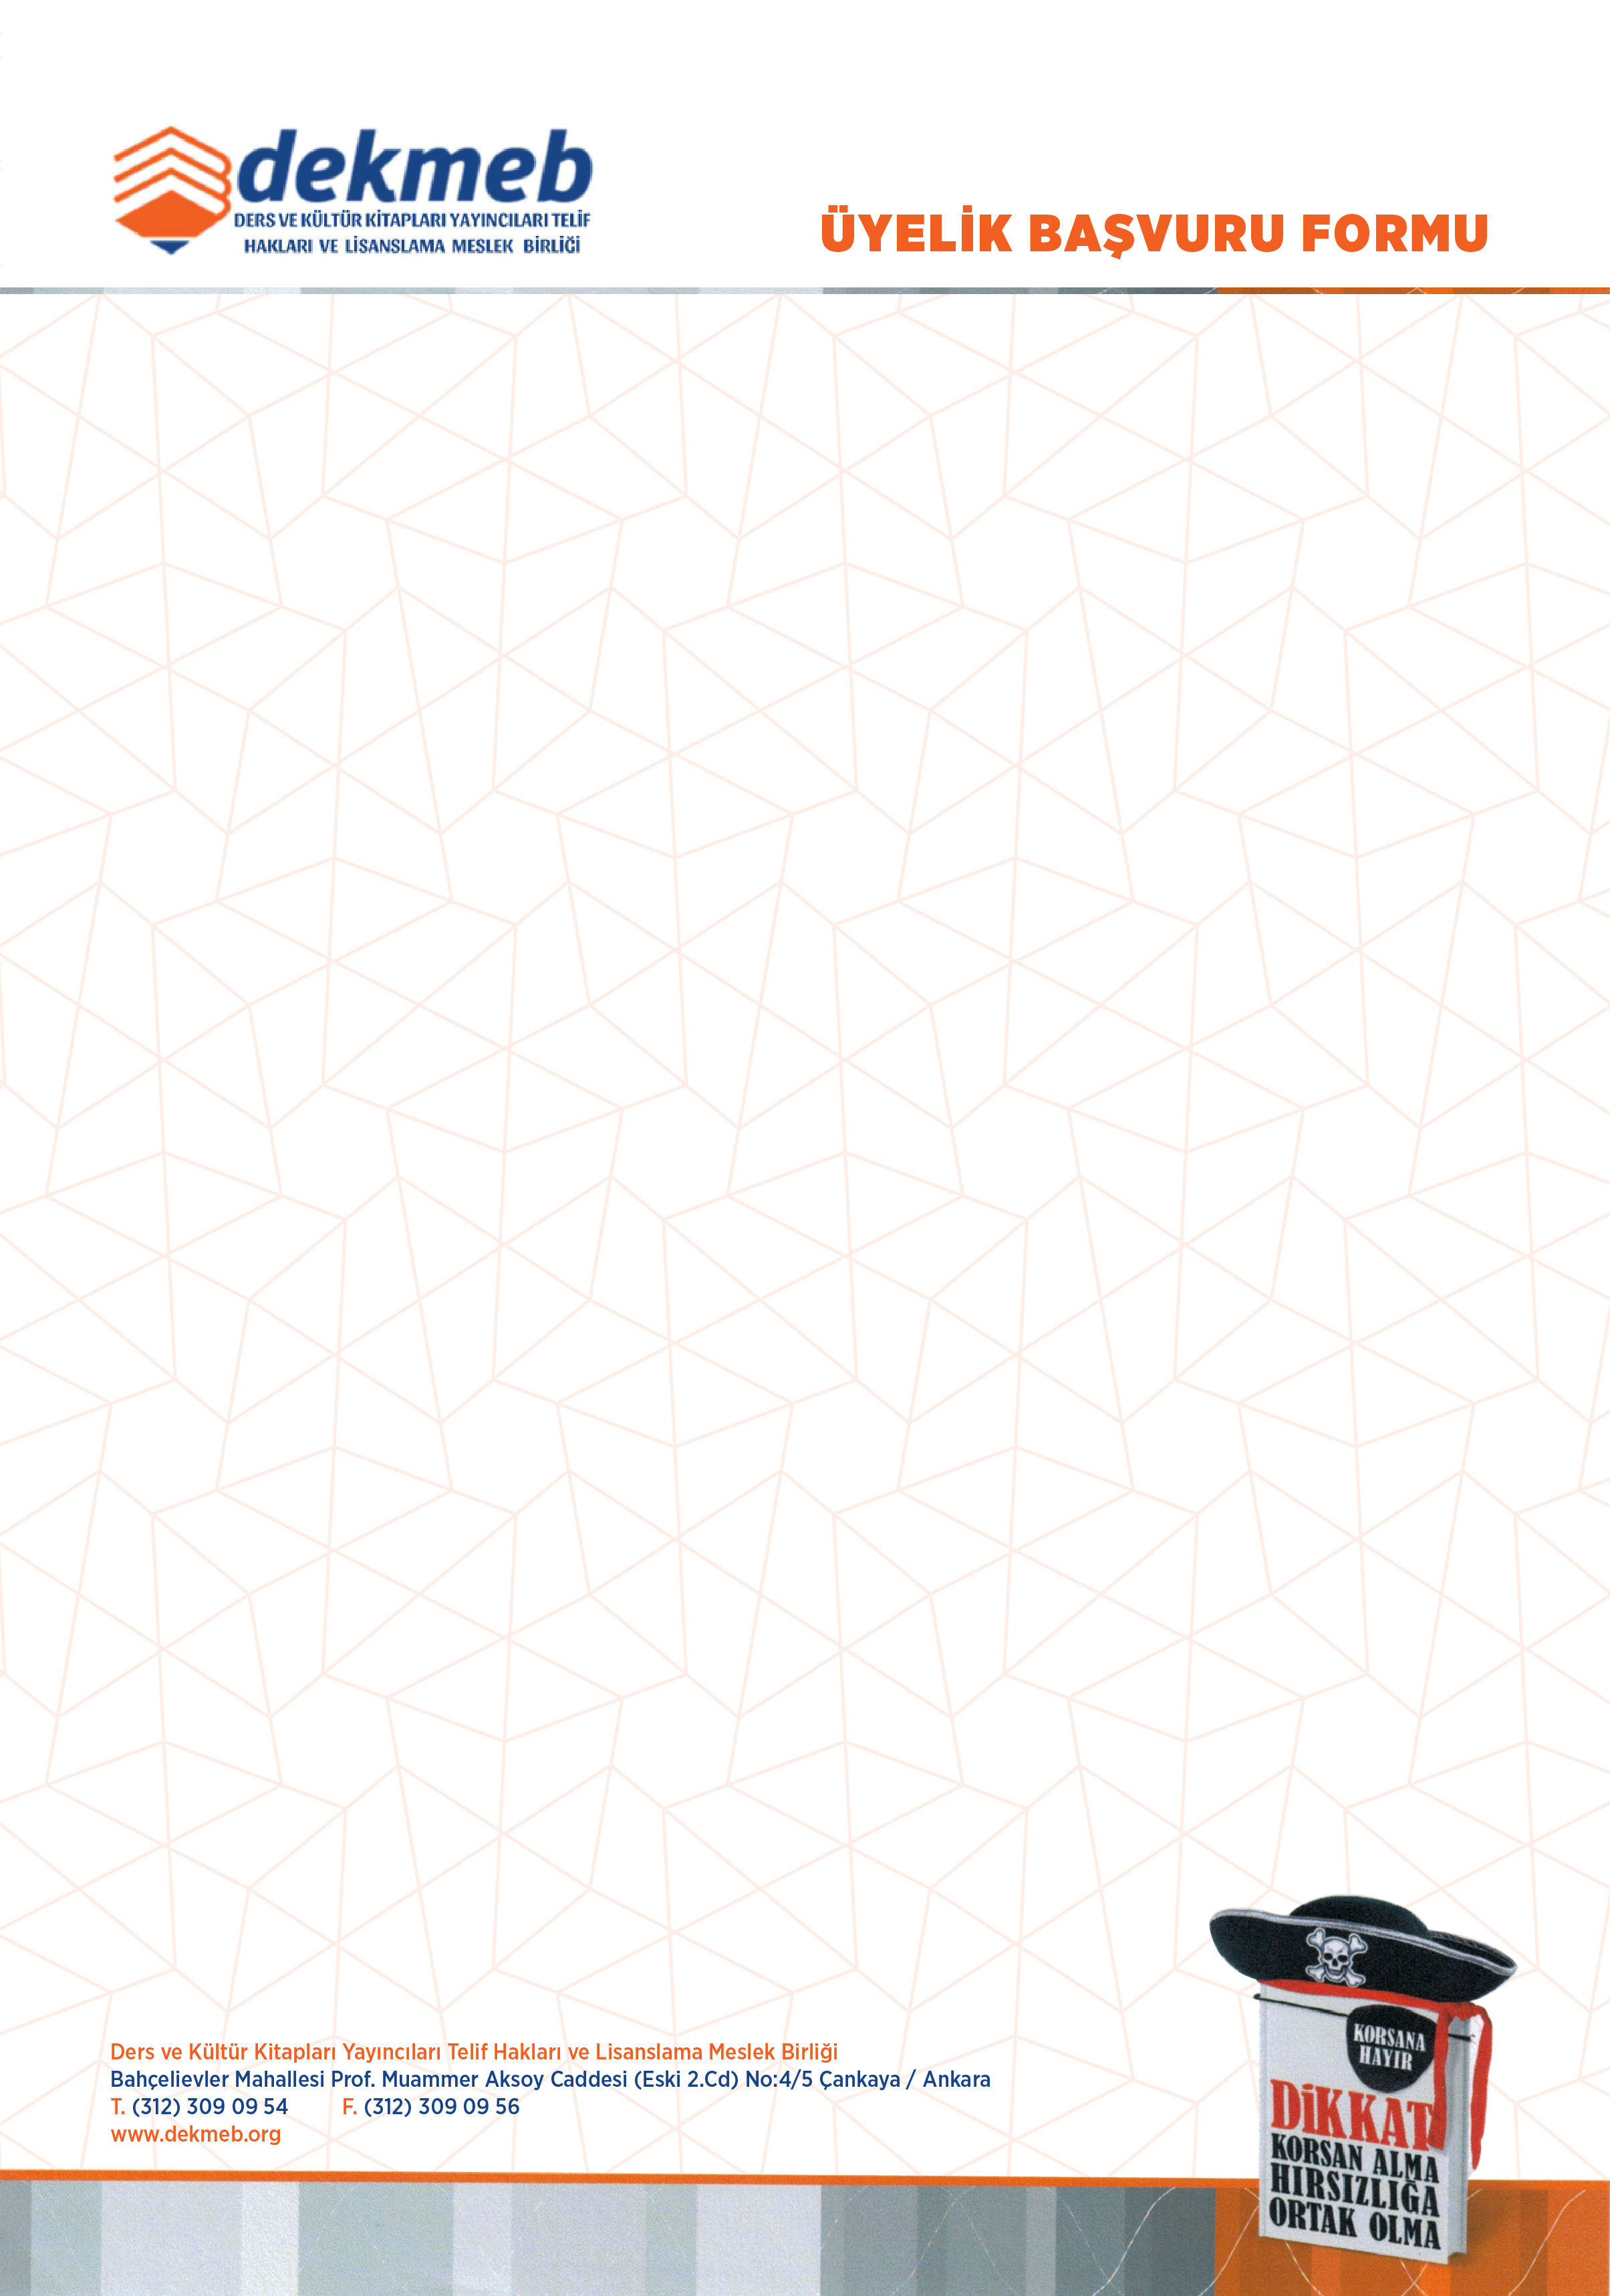 dekmeb
DERS VE KÜLTÜR KİTAPLARI YAYINCILARI TELİF
HAKLARI VE LİSANSLAMA MESLEK BİRLİĞİ
ÜYELİK BAŞVURU FORMU
Ders ve Kültür Kitapları Yayıncıları Telif Hakları ve Lisanslama Meslek Birliği
Bahçelievler Mahallesi Prof. Muammer Aksoy Caddesi (Eski 2.Cd) No:4/5 Çankaya / Ankara
T. (312) 309 09 54 F. (312) 309 09 56
www.dekmeb.org
KORSANA
HAYIR
DİKKAT
KORSAN ALMA
HIRSIZLIĞA
ORTAK OLMA